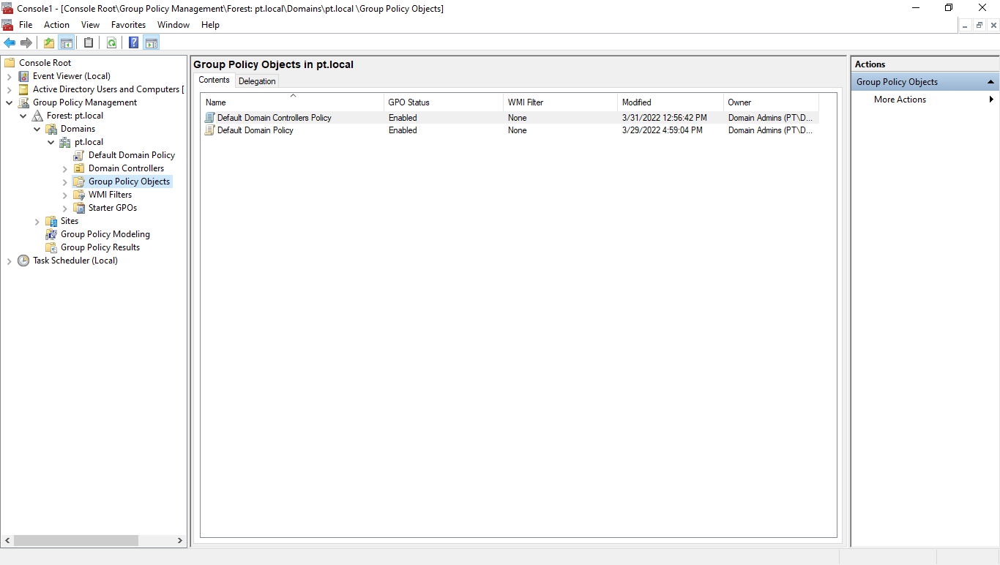 Console1 - [Console Root\Group Policy Management\Forest: pt.local\Domains\pt.local \Group Policy Objects]
File Action View Favorites Window Help
Console Root
Event Viewer (Local)
Active Directory Users and Computers [
Group Policy Management
Forest: pt.local
Domains
pt.local
Default Domain Policy
Domain Controllers
Group Policy Objects
WMI Filters
Starter GPOs
Sites
Group Policy Modeling
Group Policy Results
Task Scheduler (Local)
Group Policy Objects in pt.local
Contents Delegation
Name GPO Status WMI Filter Modified Owner
Default Domain Controllers Policy Enabled None 3/31/2022 12:56:42 PM Domain Admins (PT\D...
Default Domain Policy Enabled None 3/29/2022 4:59:04 PM Domain Admins (PT\D...
Actions
Group Policy Objects
More Actions